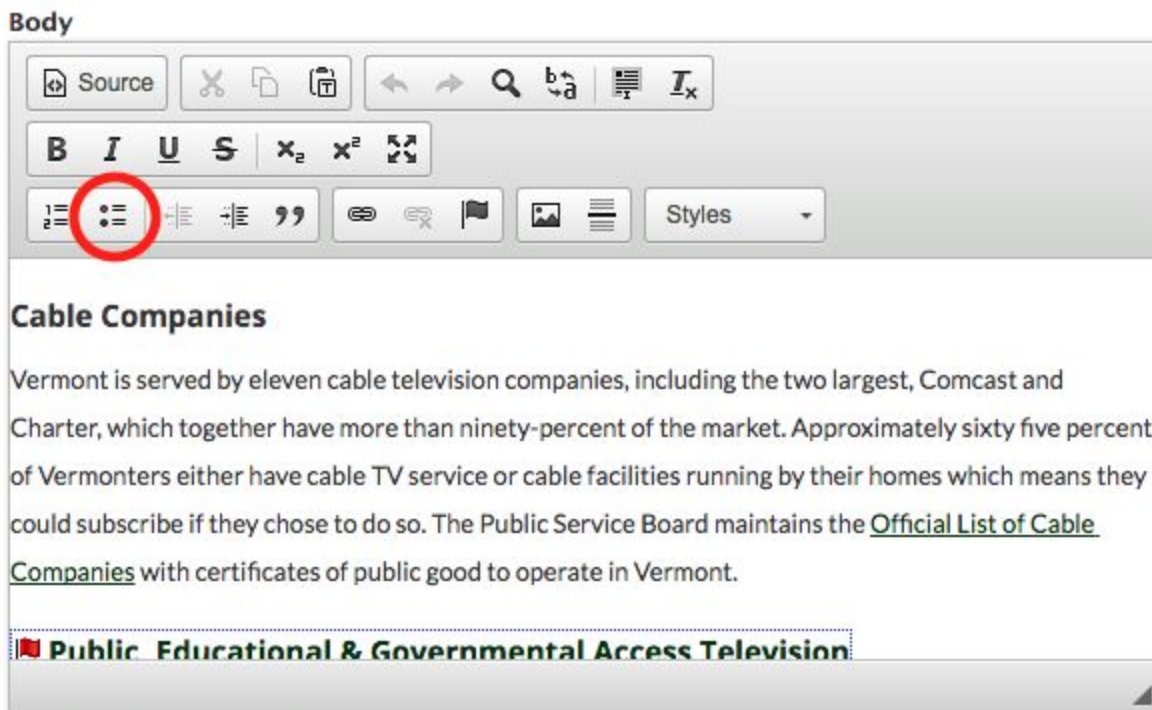 Body
Source
B I U S x₂ x²
Styles
Cable Companies
Vermont is served by eleven cable television companies, including the two largest, Comcast and
Charter, which together have more than ninety-percent of the market. Approximately sixty five percent
of Vermonters either have cable TV service or cable facilities running by their homes which means they
could subscribe if they chose to do so. The Public Service Board maintains the Official List of Cable
Companies with certificates of public good to operate in Vermont.
Public, Educational & Governmental Access Television